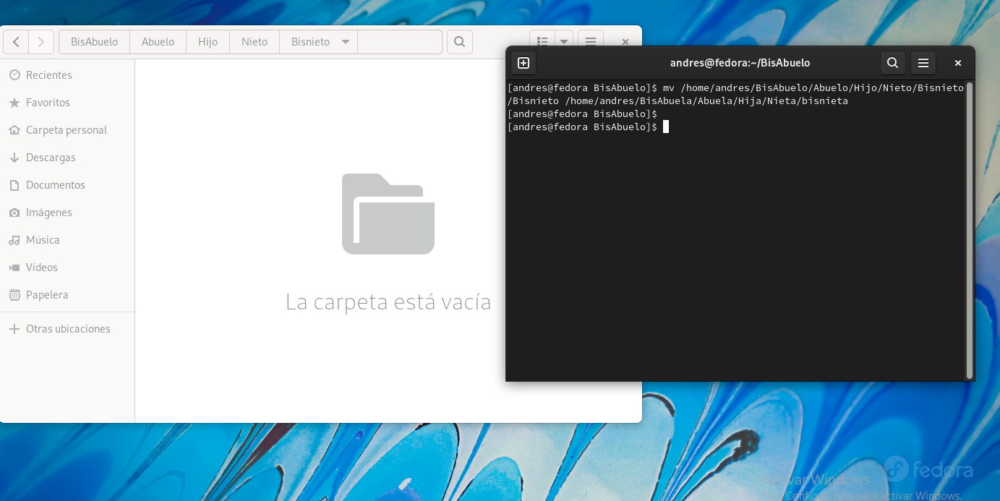 BisAbuelo Abuelo Hijo Nieto Bisnieto
Recientes
Favoritos
Carpeta personal
Descargas
Documentos
Imágenes
Música
Vídeos
Papelera
Otras ubicaciones
La carpeta está vacía
andres@fedora:~/BisAbuelo
[andres@fedora BisAbuelo]$ mv /home/andres/BisAbuelo/Abuelo/Hijo/Nieto/Bisnieto
/Bisnieto /home/andres/BisAbuela/Abuela/Hija/Nieta/bisnieta
[andres@fedora BisAbuelo]$
[andres@fedora BisAbuelo]$
fedora
Activar Windows
Ve a Configuración para activar Windows.